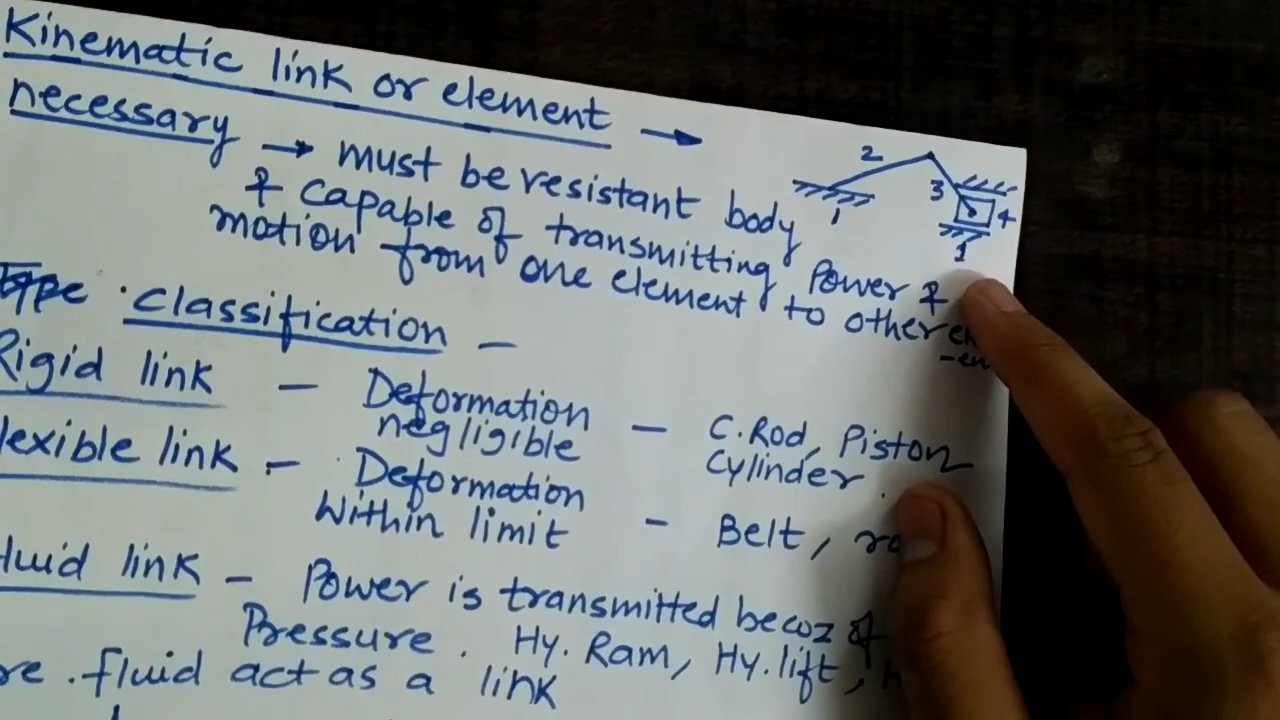 Kinematic link or element →
necessary → must be resistant body
& capable of transmitting Power &
motion from one element to other
Type classification –
Rigid link – Deformation negligible – C.Rod, Piston Cylinder.
lexible link – Deformation Within limit – Belt,
luid link – Power is transmitted becoz of
Pressure. Hy. Ram, Hy. lift,
re. fluid act as a link
2
3
4
1
1